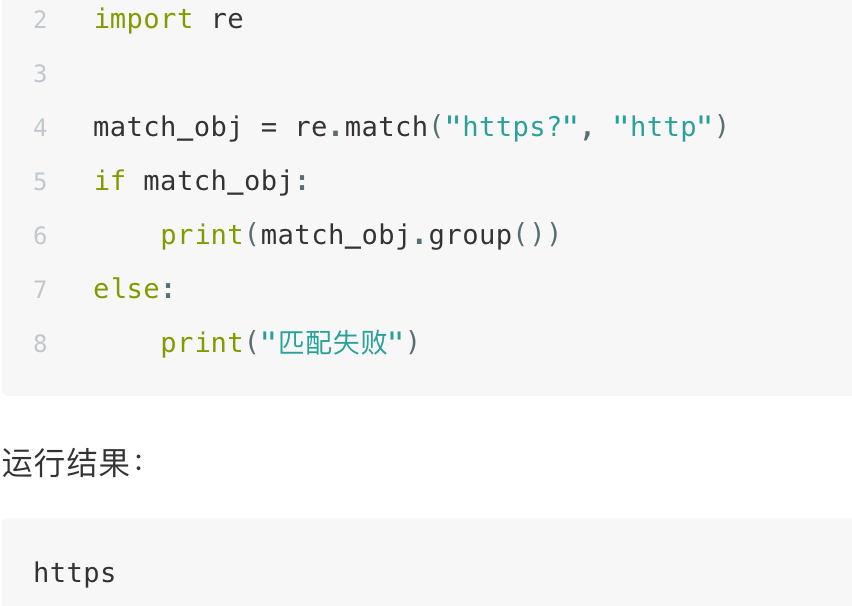 2 import re
3
4 match_obj = re.match("https?", "http")
5 if match_obj:
6     print(match_obj.group())
7 else:
8     print("匹配失败")
运行结果：
https